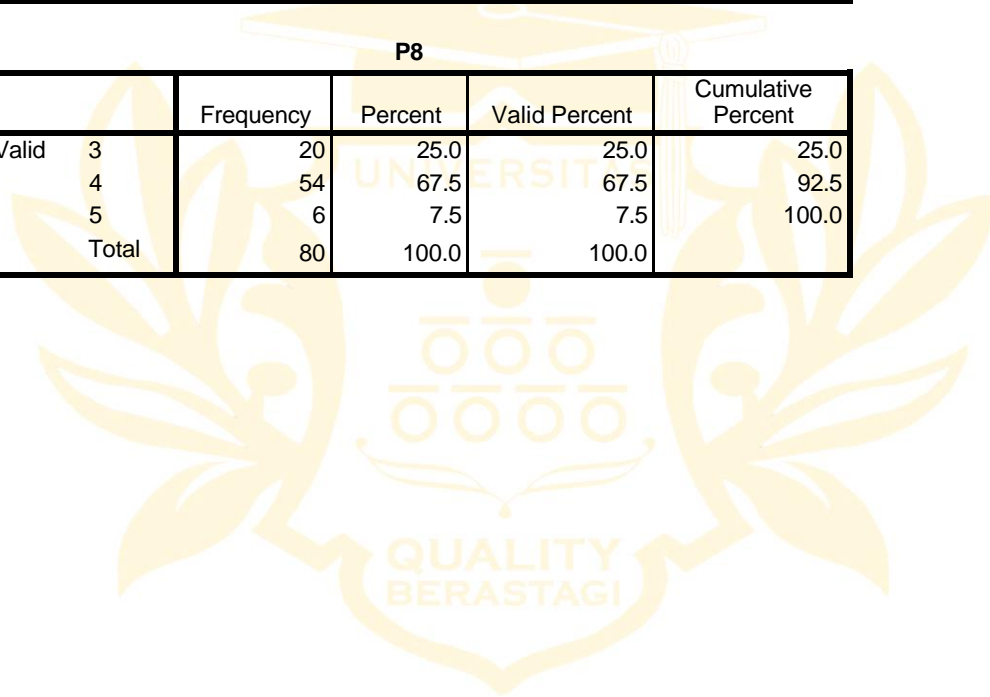 P8
Frequency Percent Valid Percent Cumulative Percent
Valid 3 20 25.0 25.0 25.0
4 54 67.5 67.5 92.5
5 6 7.5 7.5 100.0
Total 80 100.0 100.0
UNIVERSITAS
QUALITY
BERASTAGI